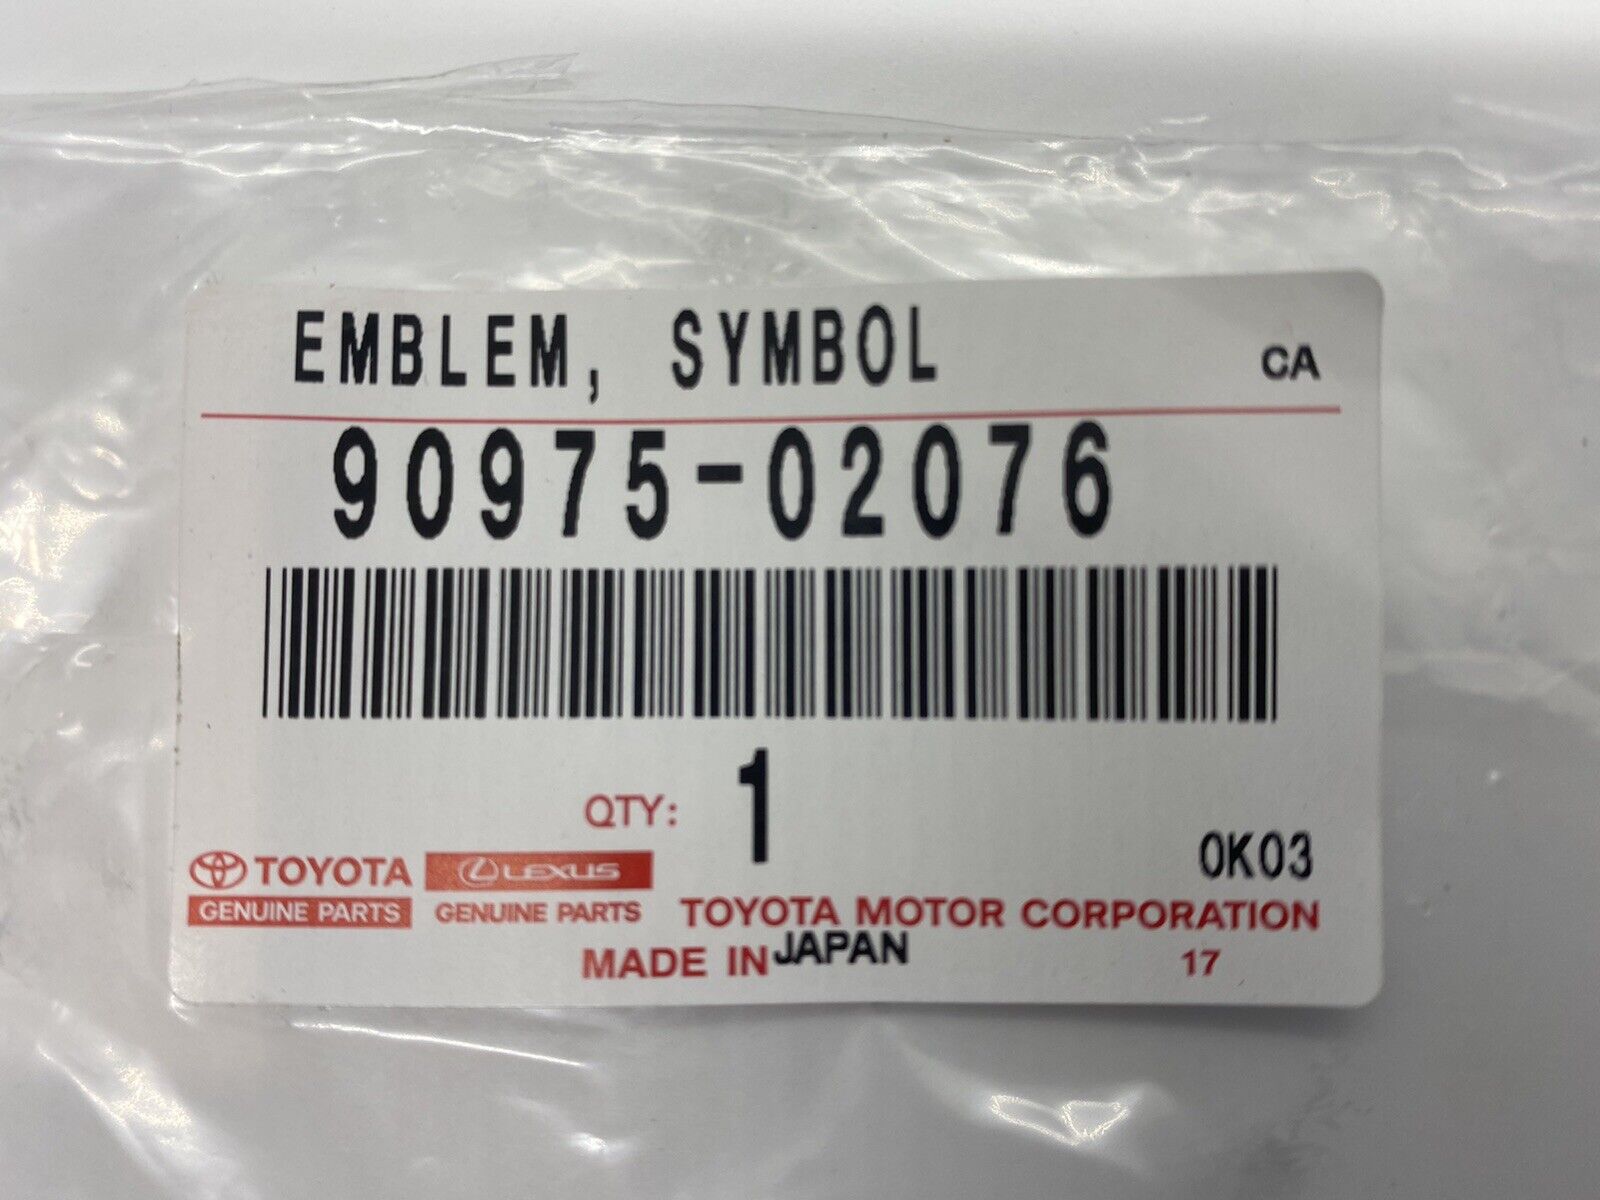 EMBLEM, SYMBOL CA
90975-02076
QTY: 1
0K03
TOYOTA LEXUS
GENUINE PARTS GENUINE PARTS TOYOTA MOTOR CORPORATION
MADE IN JAPAN 17